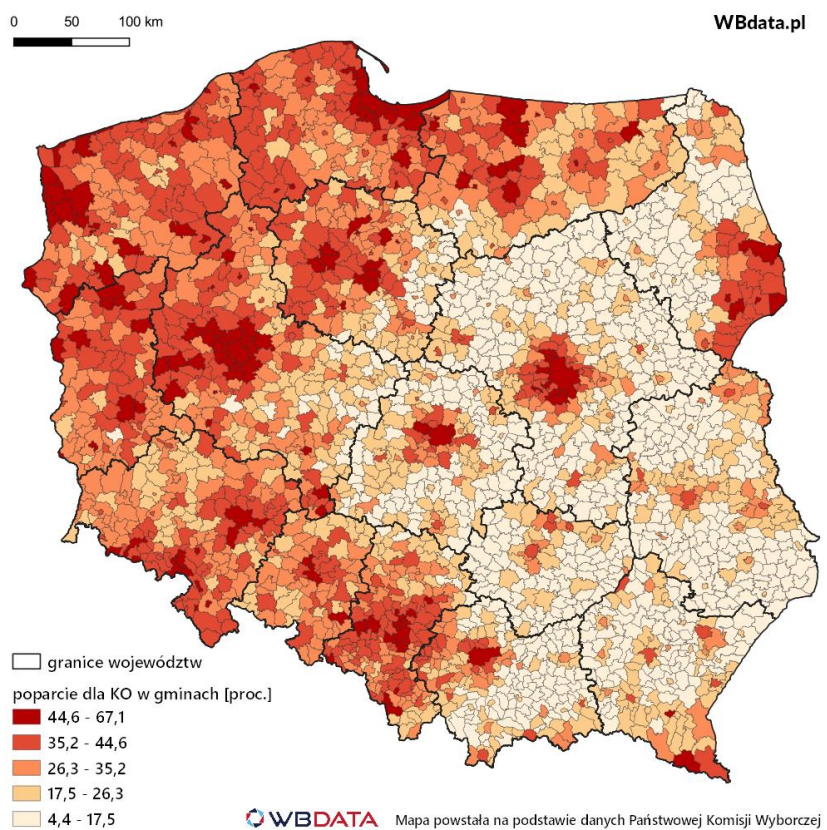 0 50 100 km
WBdata.pl
granice województw
poparcie dla KO w gminach [proc.]
44,6 - 67,1
35,2 - 44,6
26,3 - 35,2
17,5 - 26,3
4,4 - 17,5
WBDATA
Mapa powstała na podstawie danych Państwowej Komisji Wyborczej